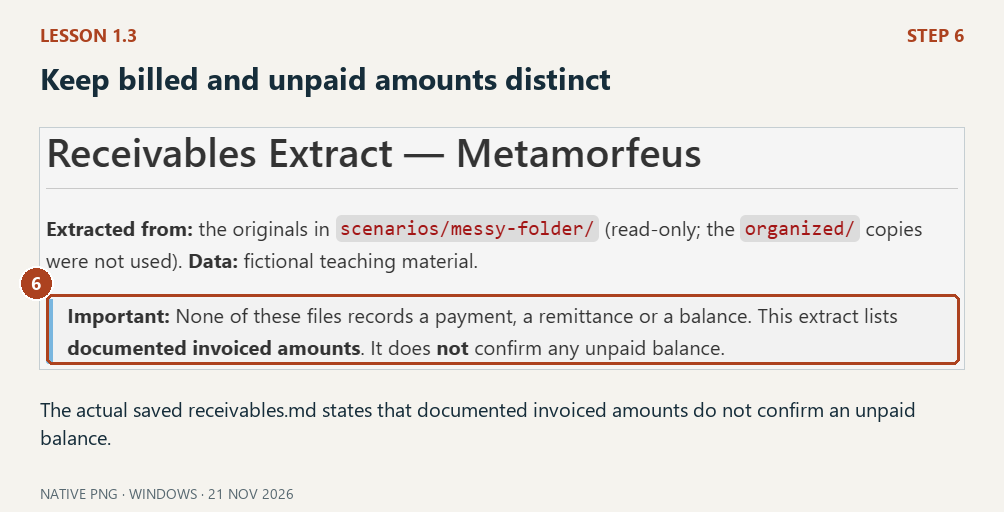 LESSON 1.3
STEP 6
Keep billed and unpaid amounts distinct
Receivables Extract — Metamorfeus
Extracted from: the originals in scenarios/messy-folder/ (read-only; the organized/ copies
were not used). Data: fictional teaching material.
6
Important: None of these files records a payment, a remittance or a balance. This extract lists
documented invoiced amounts. It does not confirm any unpaid balance.
The actual saved receivables.md states that documented invoiced amounts do not confirm an unpaid
balance.
NATIVE PNG · WINDOWS · 21 NOV 2026